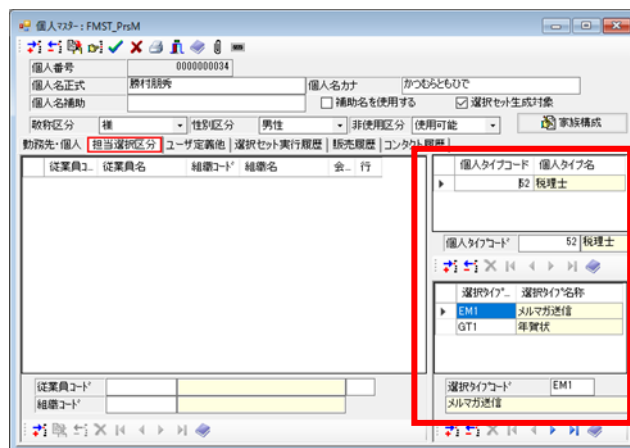 個人ﾏｽﾀｰ : FMST_PrsM
個人番号 0000000034
個人名正式 勝村朋秀 個人名カナ かつむらともひで
個人名補助 補助名を使用する 選択セット生成対象
敬称区分 様 性別区分 男性 非使用区分 使用可能 家族構成
勤務先・個人 担当選択区分 ユーザ定義他 選択セット実行履歴 販売履歴 コンタクト履歴
従業員コ... 従業員名 組織ｺｰﾄﾞ 組織名 会... 行
個人タイプコード 個人タイプ名
52 税理士
個人ﾀｲﾌﾟｺｰﾄﾞ 52 税理士
選択ﾀｲﾌﾟ... 選択ﾀｲﾌﾟ名称
EM1 メルマガ送信
GT1 年賀状
従業員ｺｰﾄﾞ
組織ｺｰﾄﾞ
選択ﾀｲﾌﾟｺｰﾄﾞ EM1
メルマガ送信